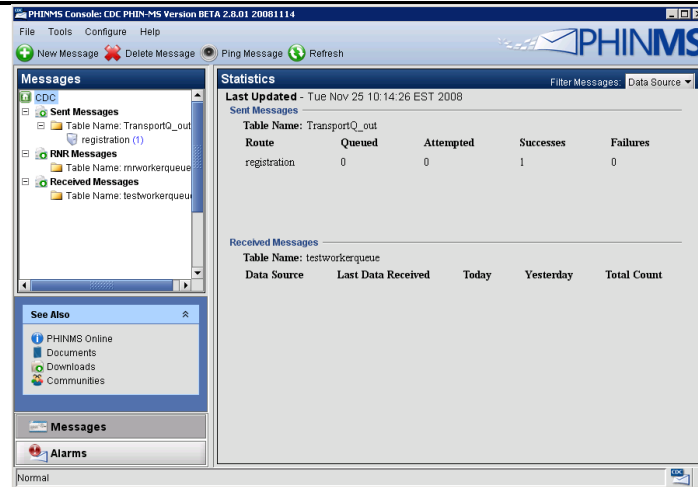 PHINMS Console: CDC PHIN-MS Version BETA 2.8.01 20081114
File Tools Configure Help
New Message Delete Message Ping Message Refresh
PHINMS
Messages
CDC
Sent Messages
Table Name: TransportQ_out
registration (1)
RNR Messages
Table Name: rnrworkerqueue
Received Messages
Table Name: testworkerqueu
See Also
PHINMS Online
Documents
Downloads
Communities
Messages
Alarms
Statistics
Filter Messages: Data Source
Last Updated - Tue Nov 25 10:14:26 EST 2008
Sent Messages
Table Name: TransportQ_out
Route Queued Attempted Successes Failures
registration 0 0 1 0
Received Messages
Table Name: testworkerqueue
Data Source Last Data Received Today Yesterday Total Count
Normal
CDC